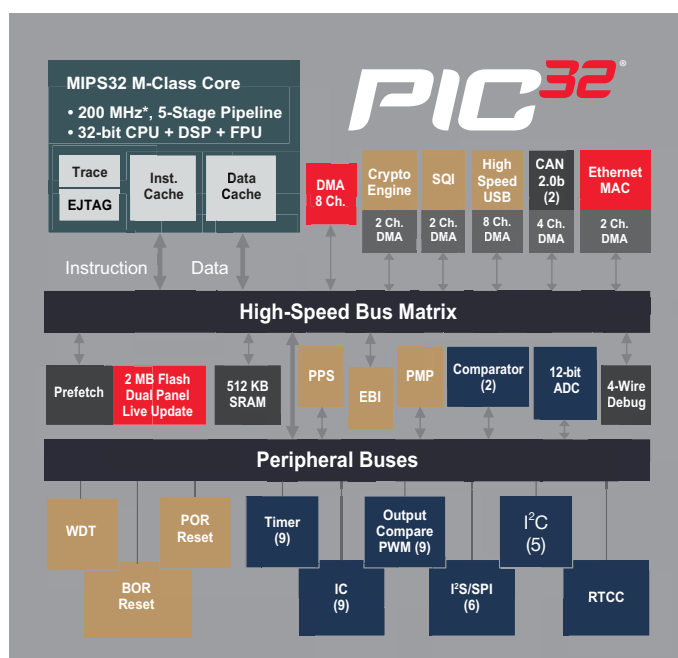 MIPS32 M-Class Core
• 200 MHz*, 5-Stage Pipeline
• 32-bit CPU + DSP + FPU
Trace
EJTAG
Inst.
Cache
Data
Cache
PIC32®
DMA
8 Ch.
Crypto
Engine
2 Ch.
DMA
SQI
2 Ch.
DMA
High
Speed
USB
8 Ch.
DMA
CAN
2.0b
(2)
4 Ch.
DMA
Ethernet
MAC
2 Ch.
DMA
Instruction
Data
High-Speed Bus Matrix
Prefetch
2 MB Flash
Dual Panel
Live Update
512 KB
SRAM
PPS
EBI
PMP
Comparator
(2)
12-bit
ADC
4-Wire
Debug
Peripheral Buses
WDT
BOR
Reset
POR
Reset
Timer
(9)
IC
(9)
Output
Compare
PWM (9)
I²S/SPI
(6)
I²C
(5)
RTCC